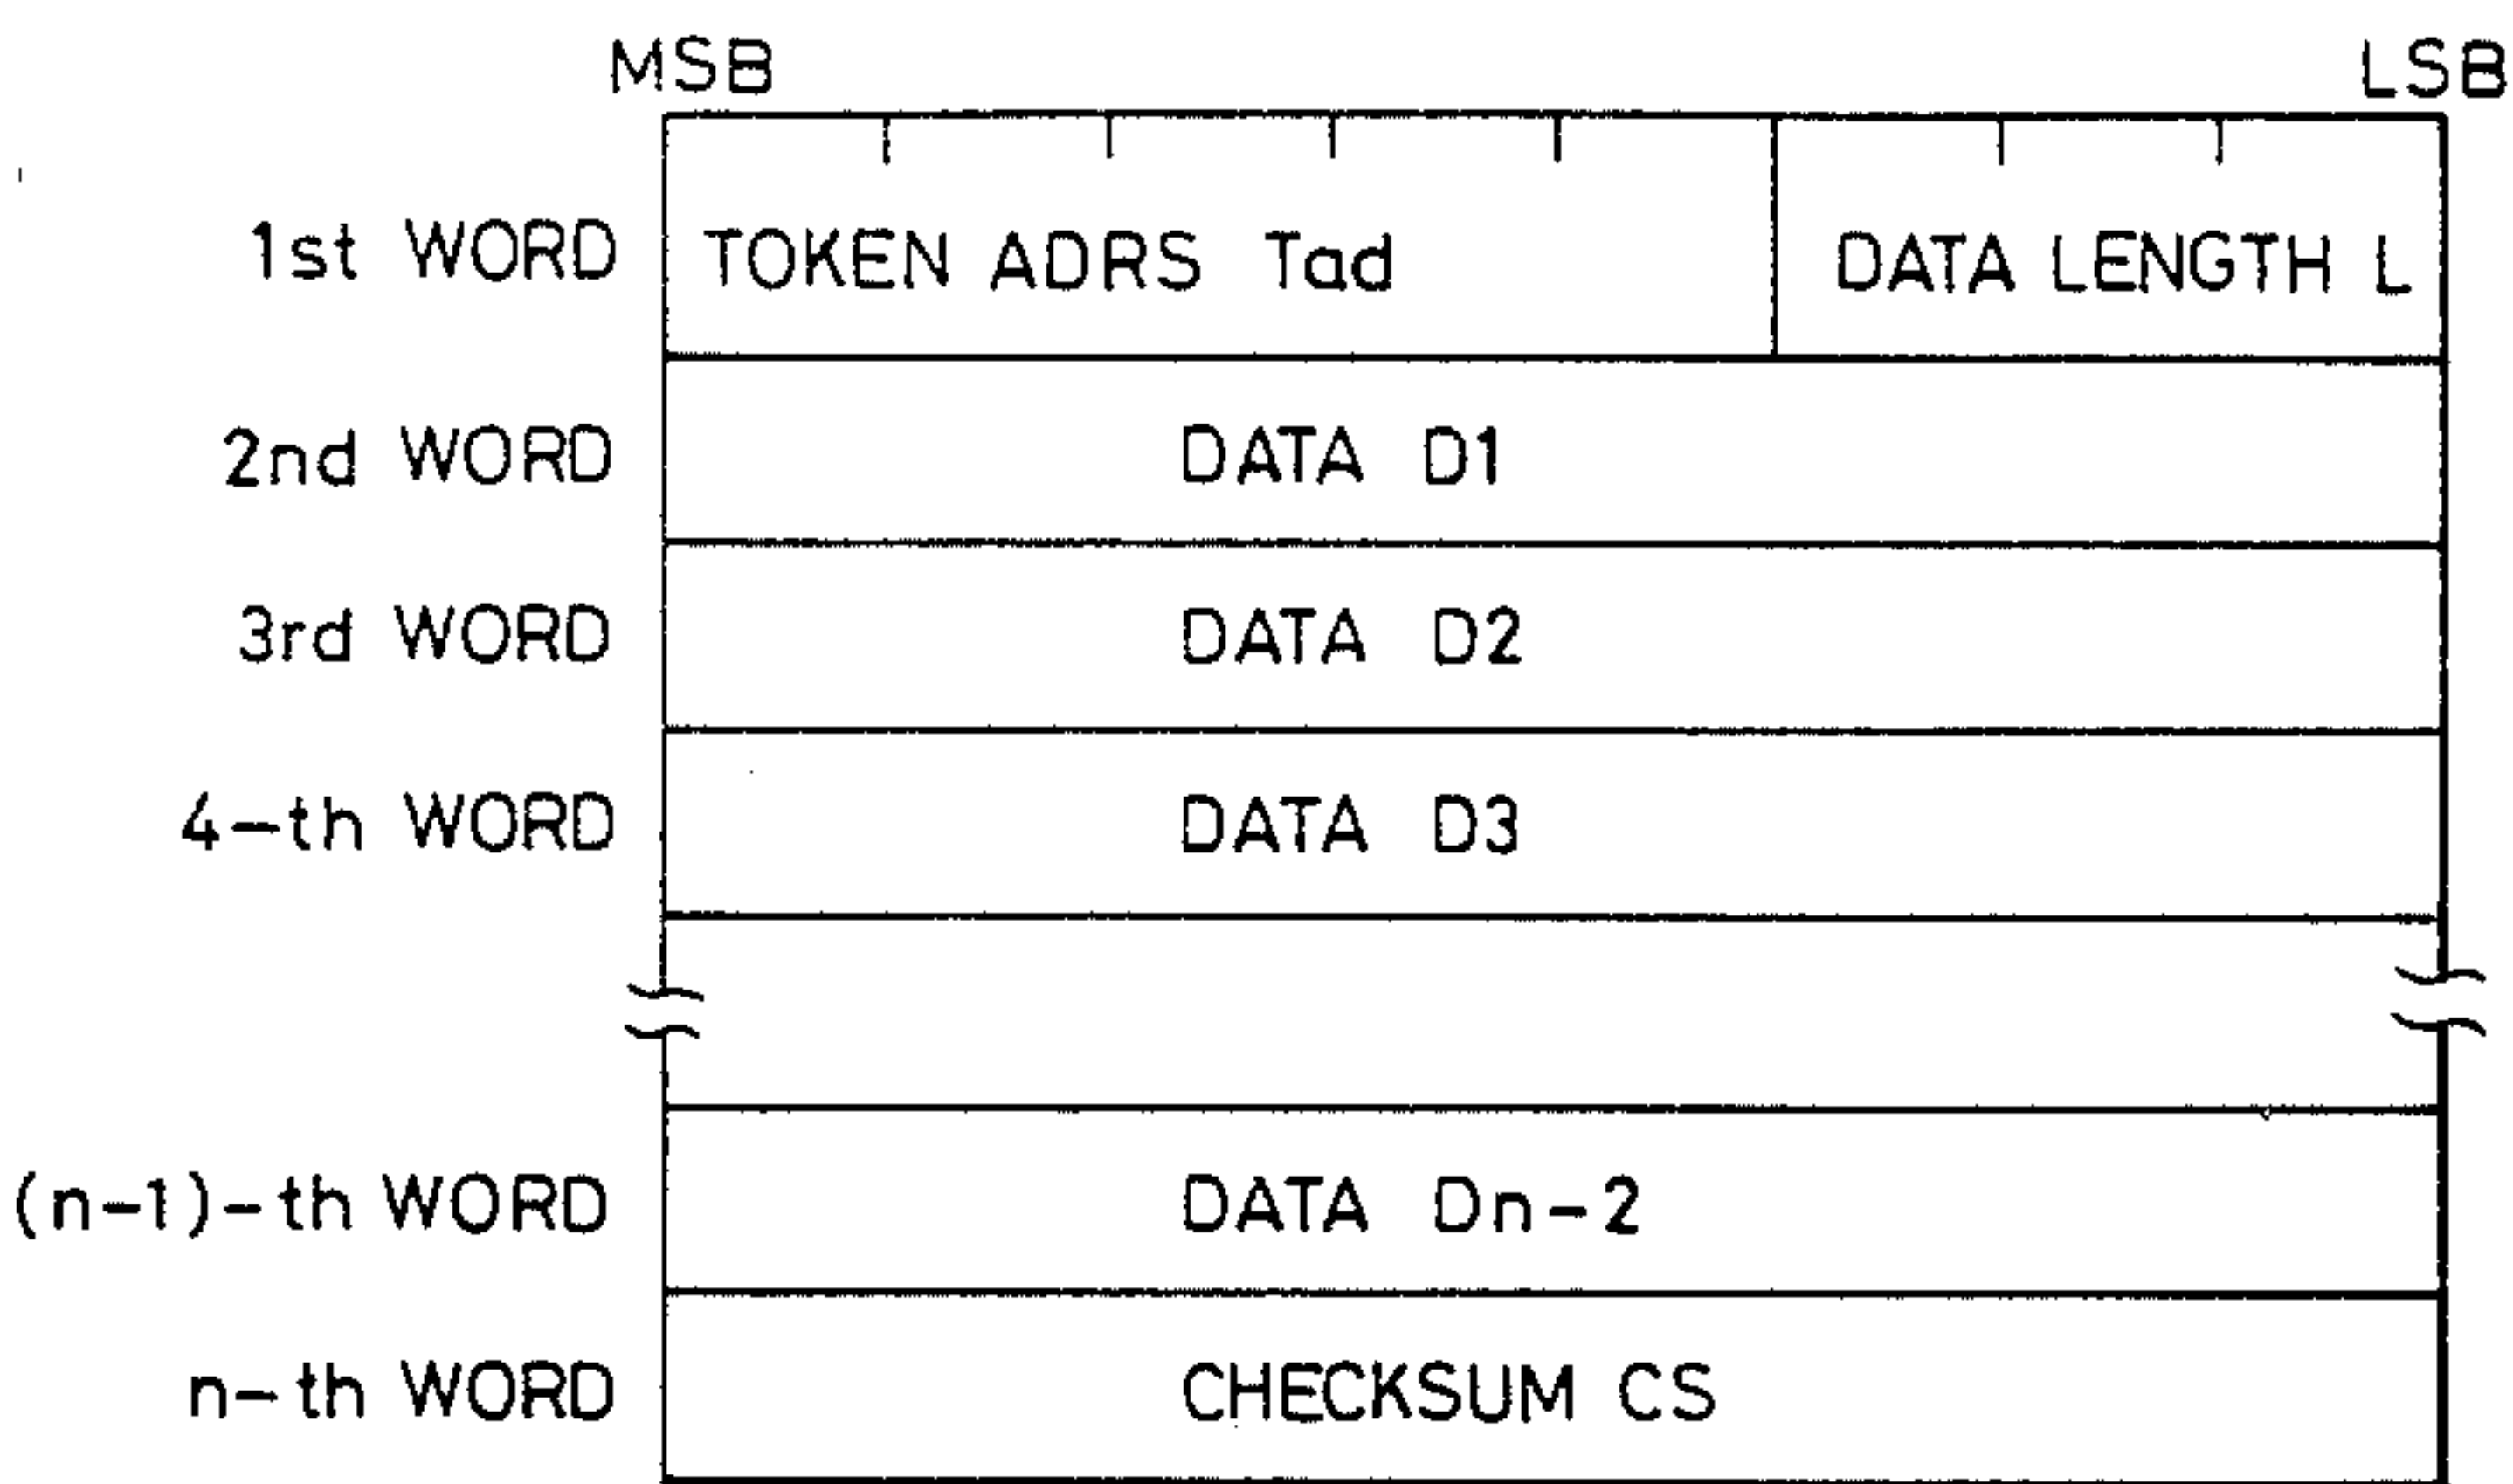 MSB LSB
1st WORD TOKEN ADRS Tad DATA LENGTH L
2nd WORD DATA D1
3rd WORD DATA D2
4-th WORD DATA D3
(n-1)-th WORD DATA Dn-2
n-th WORD CHECKSUM CS